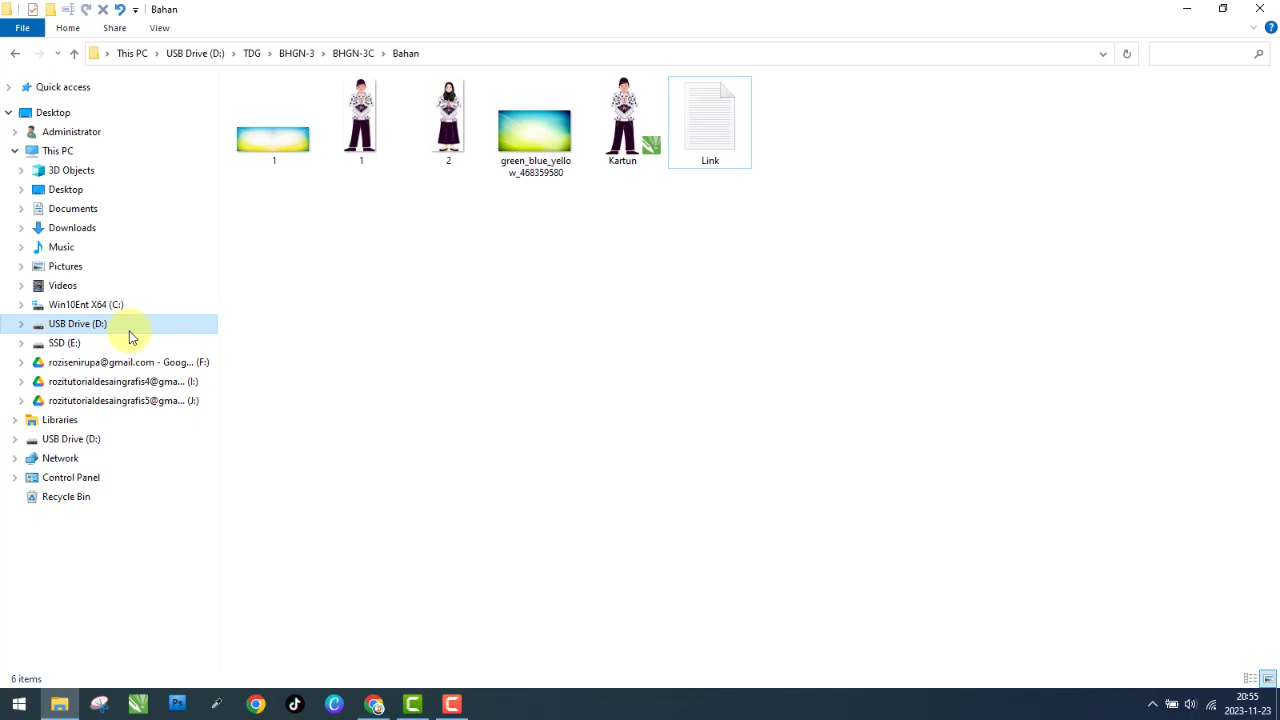 Bahan
File
Home
Share
View
This PC
USB Drive (D:)
TDG
BHGN-3
BHGN-3C
Bahan
Quick access
Desktop
Administrator
This PC
3D Objects
Desktop
Documents
Downloads
Music
Pictures
Videos
Win10Ent X64 (C:)
USB Drive (D:)
SSD (E:)
rozisenirupa@gmail.com - Goog... (F:)
rozitutorialdesaingrafis4@gma... (I:)
rozitutorialdesaingrafis5@gma... (J:)
Libraries
USB Drive (D:)
Network
Control Panel
Recycle Bin
1
1
2
green_blue_yello
w_468359580
Kartun
Link
6 items
20:55
2023-11-23